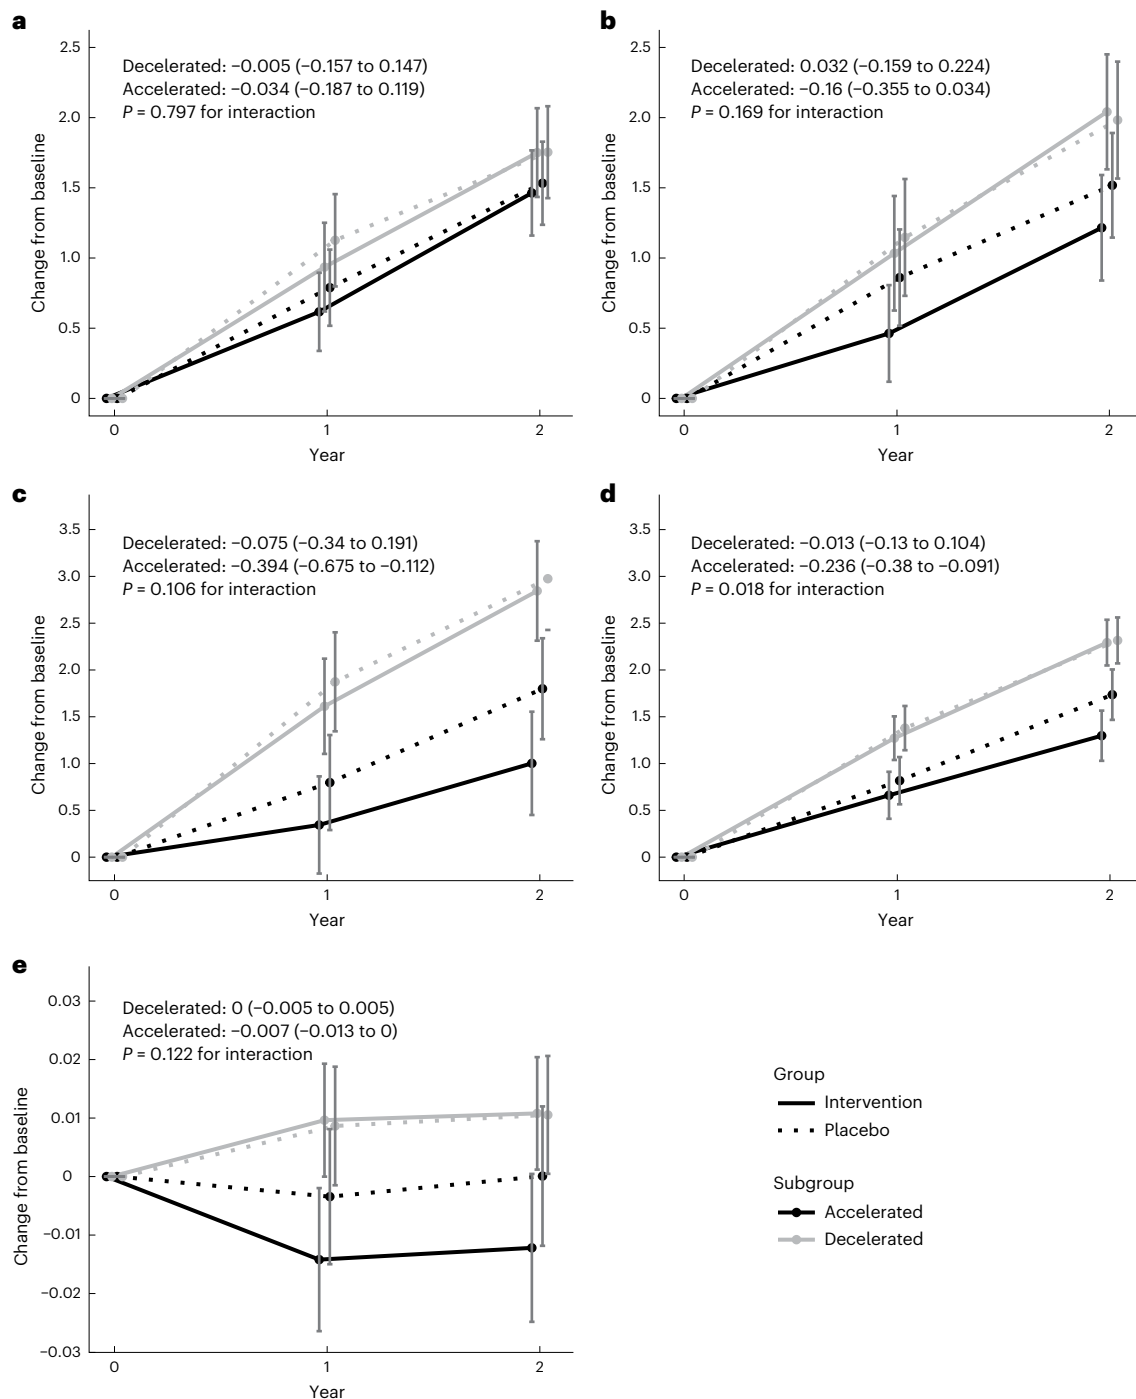 a
2.5
2.0
1.5
1.0
0.5
0
Change from baseline
Decelerated: −0.005 (−0.157 to 0.147)
Accelerated: −0.034 (−0.187 to 0.119)
P = 0.797 for interaction
0 1 2
Year
b
2.5
2.0
1.5
1.0
0.5
0
Change from baseline
Decelerated: 0.032 (−0.159 to 0.224)
Accelerated: −0.16 (−0.355 to 0.034)
P = 0.169 for interaction
0 1 2
Year
c
3.5
3.0
2.5
2.0
1.5
1.0
0.5
0
Change from baseline
Decelerated: −0.075 (−0.34 to 0.191)
Accelerated: −0.394 (−0.675 to −0.112)
P = 0.106 for interaction
0 1 2
Year
d
3.5
3.0
2.5
2.0
1.5
1.0
0.5
0
Change from baseline
Decelerated: −0.013 (−0.13 to 0.104)
Accelerated: −0.236 (−0.38 to −0.091)
P = 0.018 for interaction
0 1 2
Year
e
0.03
0.02
0.01
0
−0.01
−0.02
−0.03
Change from baseline
Decelerated: 0 (−0.005 to 0.005)
Accelerated: −0.007 (−0.013 to 0)
P = 0.122 for interaction
0 1 2
Year
Group
Intervention
Placebo
Subgroup
Accelerated
Decelerated